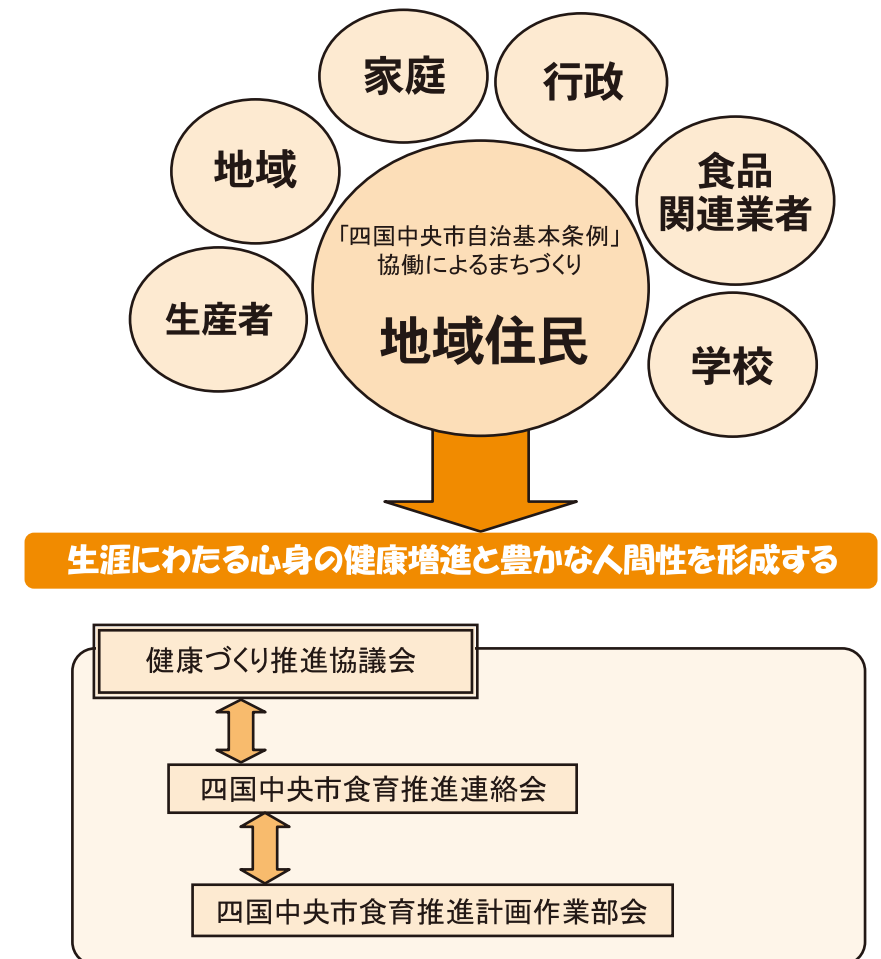 家庭
行政
地域
食品
関連業者
生産者
「四国中央市自治基本条例」
協働によるまちづくり
地域住民
学校
生涯にわたる心身の健康増進と豊かな人間性を形成する
健康づくり推進協議会
四国中央市食育推進連絡会
四国中央市食育推進計画作業部会